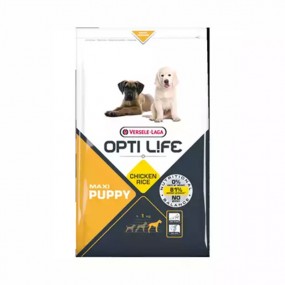 VERSELE-LAGA
OPTI LIFE
CHICKEN
RICE
MAXI
PUPPY
0%
81%
NO